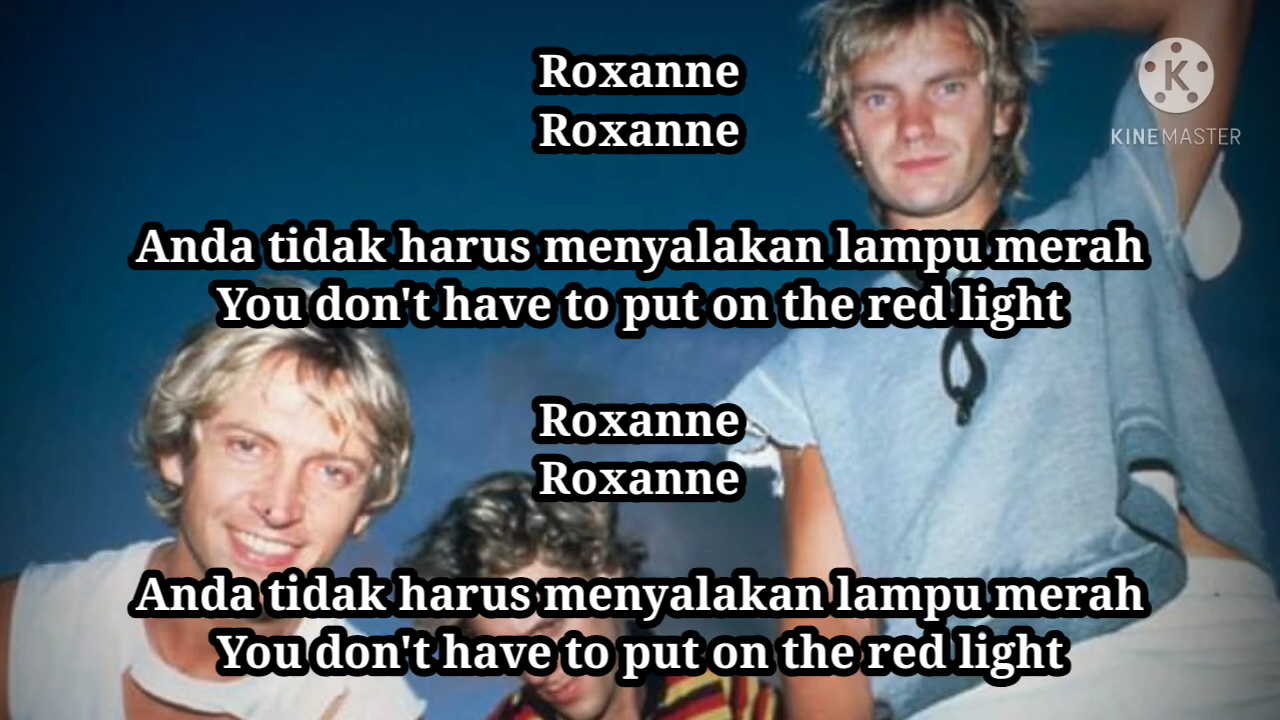 Roxanne
Roxanne
KINEMASTER
Anda tidak harus menyalakan lampu merah
You don't have to put on the red light
Roxanne
Roxanne
Anda tidak harus menyalakan lampu merah
You don't have to put on the red light